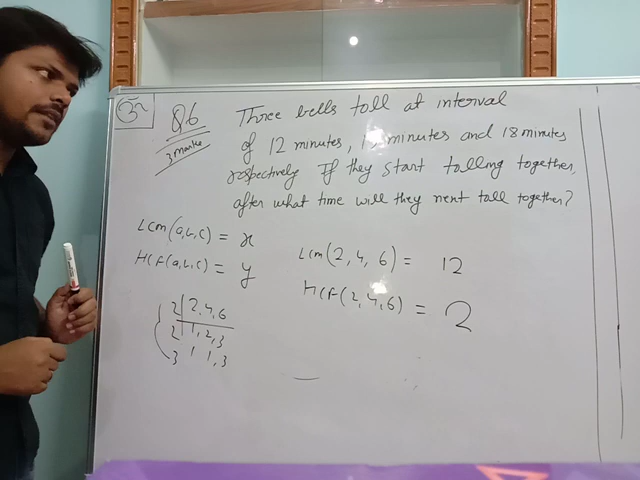 Q6 Three bells toll at interval
3 marks of 12 minutes, minutes and 18 minutes
respectively If they start tolling together,
after what time will they next toll together?
LCM(a,b,c) = x
HCF(a,b,c) = y
LCM(2, 4, 6) = 12
HCF(2,4,6) = 2
2 | 2,4,6
2 | 1,2,3
3 1 1,3